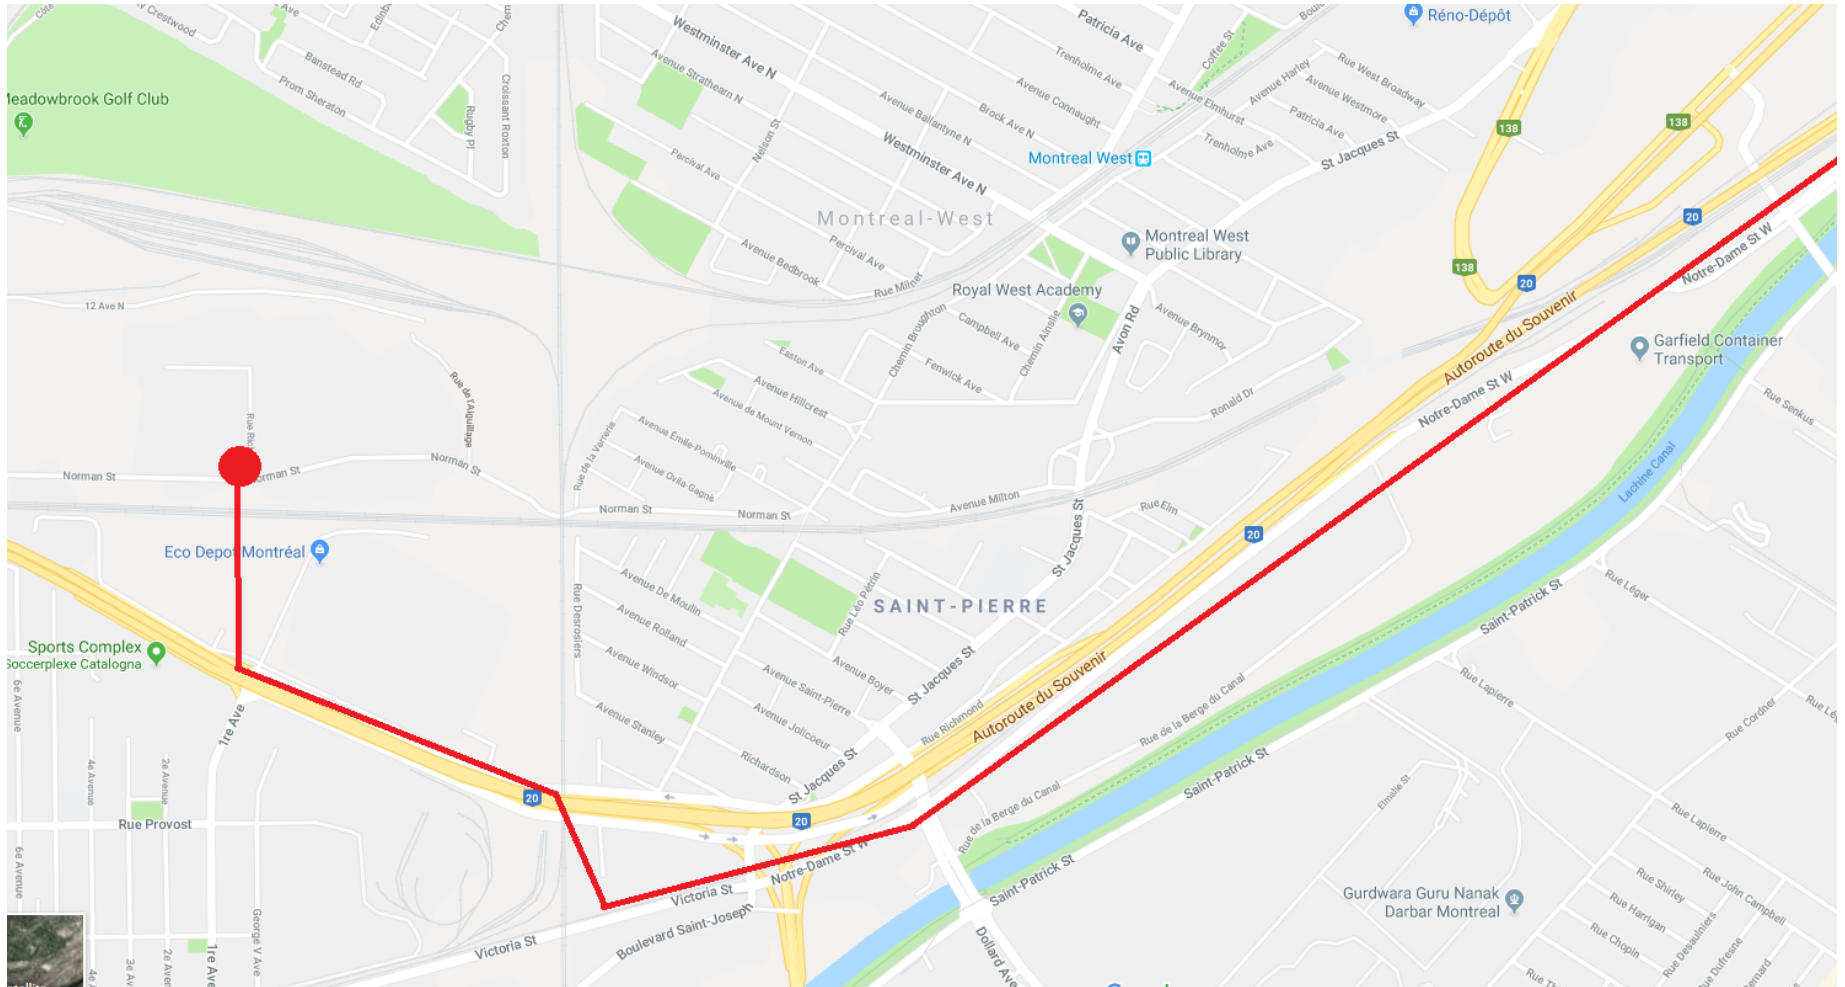 Crestwood
Banstead Rd
Prom Sheraton
Rugby Pl
Croissant Roxton
Meadowbrook Golf Club
Westminster Ave N
Avenue Strathearn N
Nelson St
Percival Ave
Avenue Ballantyne N
Brock Ave N
Avenue Connaught
Trenholme Ave
Patricia Ave
Coffee St
Réno-Dépôt
Rue West Broadway
Avenue Westmore
Avenue Harley
Patricia Ave
Avenue Elmhurst
Trenholme Ave
St Jacques St
138
138
138
Montreal West
Westminster Ave N
Montreal-West
Percival Ave
Avenue Bedbrook
Rue Milner
Montreal West
Public Library
Royal West Academy
20
20
Notre-Dame St W
Autoroute du Souvenir
12 Ave N
Chemin Broughton
Campbell Ave
Chemin Ainslie
Avon Rd
Avenue Brynmor
Fenwick Ave
Easton Ave
Avenue Hillcrest
Avenue de Mount Vernon
Garfield Container
Transport
Rue Senkus
Notre-Dame St W
Ronald Dr
Rue de l'Aiguillage
Rue de la Verrerie
Avenue Émile-Pominville
Avenue Ovila-Gagné
Norman St
Norman St
Norman St
Norman St
Norman St
Avenue Milton
Rue Elm
St Jacques St
20
Lachine Canal
Eco Depot Montréal
Rue Desrosiers
Avenue De Moulin
Avenue Rolland
Avenue Windsor
Avenue Stanley
Rue Léo Pétrin
SAINT-PIERRE
Avenue Boyer
Avenue Saint-Pierre
Avenue Jolicoeur
Richardson
St Jacques St
St Jacques St
Rue Richmond
Autoroute du Souvenir
Rue Léger
Saint-Patrick St
Rue Lapierre
Rue Cordner
Rue de la Berge du Canal
Sports Complex
Soccerplexe Catalogna
6e Avenue
4e Avenue
2e Avenue
1re Ave
Rue Provost
20
20
Rue de la Berge du Canal
Saint-Patrick St
Elmslie St
Rue Lapierre
Notre-Dame St W
Victoria St
Boulevard Saint-Joseph
Victoria St
Saint-Patrick St
Dollard Ave
Gurdwara Guru Nanak
Darbar Montreal
Rue Shirley
Rue John Campbell
Rue Harrigan
Rue Chopin
Rue Desaulniers
Rue Dufresne
6e Avenue
George V Ave
1re Ave